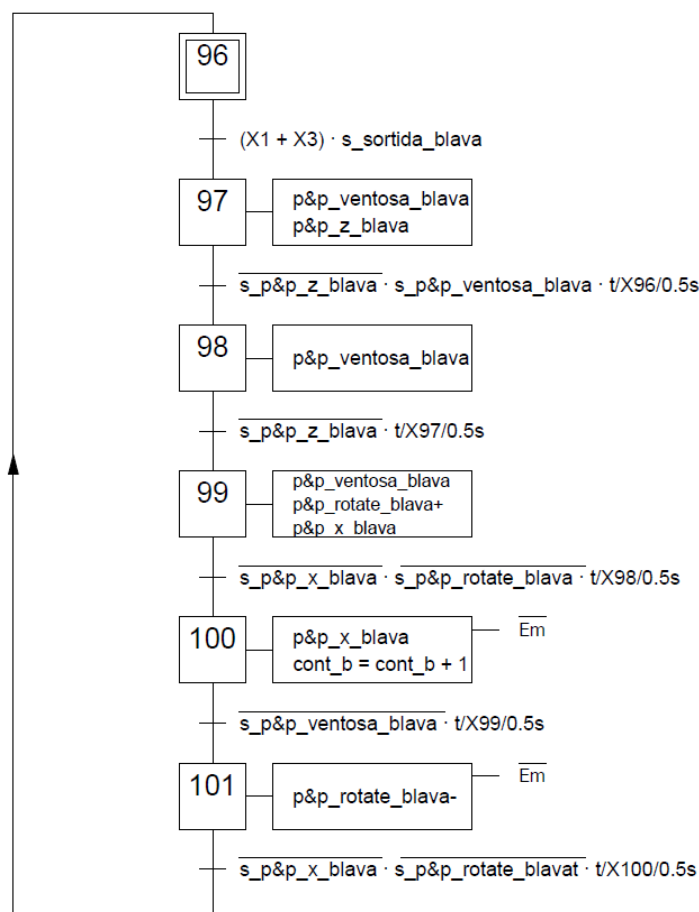 96
(X1 + X3) · s_sortida_blava
97
p&p_ventosa_blava
p&p_z_blava
s_p&p_z_blava · s_p&p_ventosa_blava · t/X96/0.5s
98
p&p_ventosa_blava
s_p&p_z_blava · t/X97/0.5s
99
p&p_ventosa_blava
p&p_rotate_blava+
p&p_x_blava
s_p&p_x_blava · s_p&p_rotate_blava · t/X98/0.5s
100
p&p_x_blava
cont_b = cont_b + 1
Em
s_p&p_ventosa_blava · t/X99/0.5s
101
p&p_rotate_blava-
Em
s_p&p_x_blava · s_p&p_rotate_blavat · t/X100/0.5s